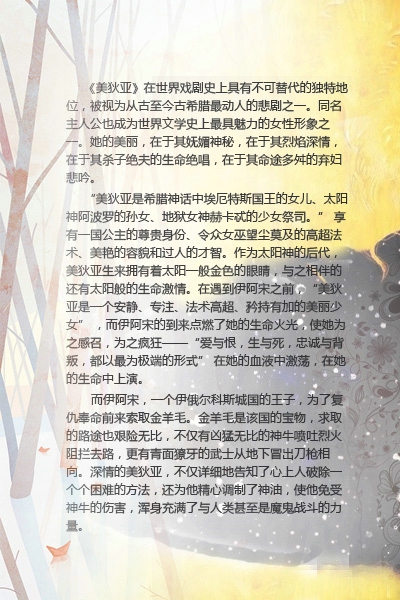 《美狄亚》在世界戏剧史上具有不可替代的独特地
位，被视为从古至今古希腊最动人的悲剧之一。同名
主人公也成为世界文学史上最具魅力的女性形象之
一。她的美丽，在于其妩媚神秘，在于其烈焰深情，
在于其杀子绝夫的生命绝唱，在于其命途多舛的弃妇
悲吟。
“美狄亚是希腊神话中埃厄特斯国王的女儿、太阳
神阿波罗的孙女、地狱女神赫卡忒的少女祭司。” 享
有一国公主的尊贵身份、令众女巫望尘莫及的高超法
术、美艳的容貌和过人的才智。作为太阳神的后代，
美狄亚生来拥有着太阳一般金色的眼睛，与之相伴的
还有太阳般的生命激情。在遇到伊阿宋之前，“美狄
亚是一个安静、专注、法术高超、矜持有加的美丽少
女” ，而伊阿宋的到来点燃了她的生命火光，使她为
之感召，为之疯狂——“爱与恨，生与死，忠诚与背
叛，都以最为极端的形式” 在她的血液中激荡，在她
的生命中上演。
而伊阿宋，一个伊俄尔科斯城国的王子，为了复
仇奉命前来索取金羊毛。金羊毛是该国的宝物，求取
的路途也艰险无比，不仅有凶猛无比的神牛喷吐烈火
阻拦去路，更有青面獠牙的武士从地下冒出刀枪相
向。深情的美狄亚，不仅详细地告知了心上人破除一
个个困难的方法，还为他精心调制了神油，使他免受
神牛的伤害，浑身充满了与人类甚至是魔鬼战斗的力
量。